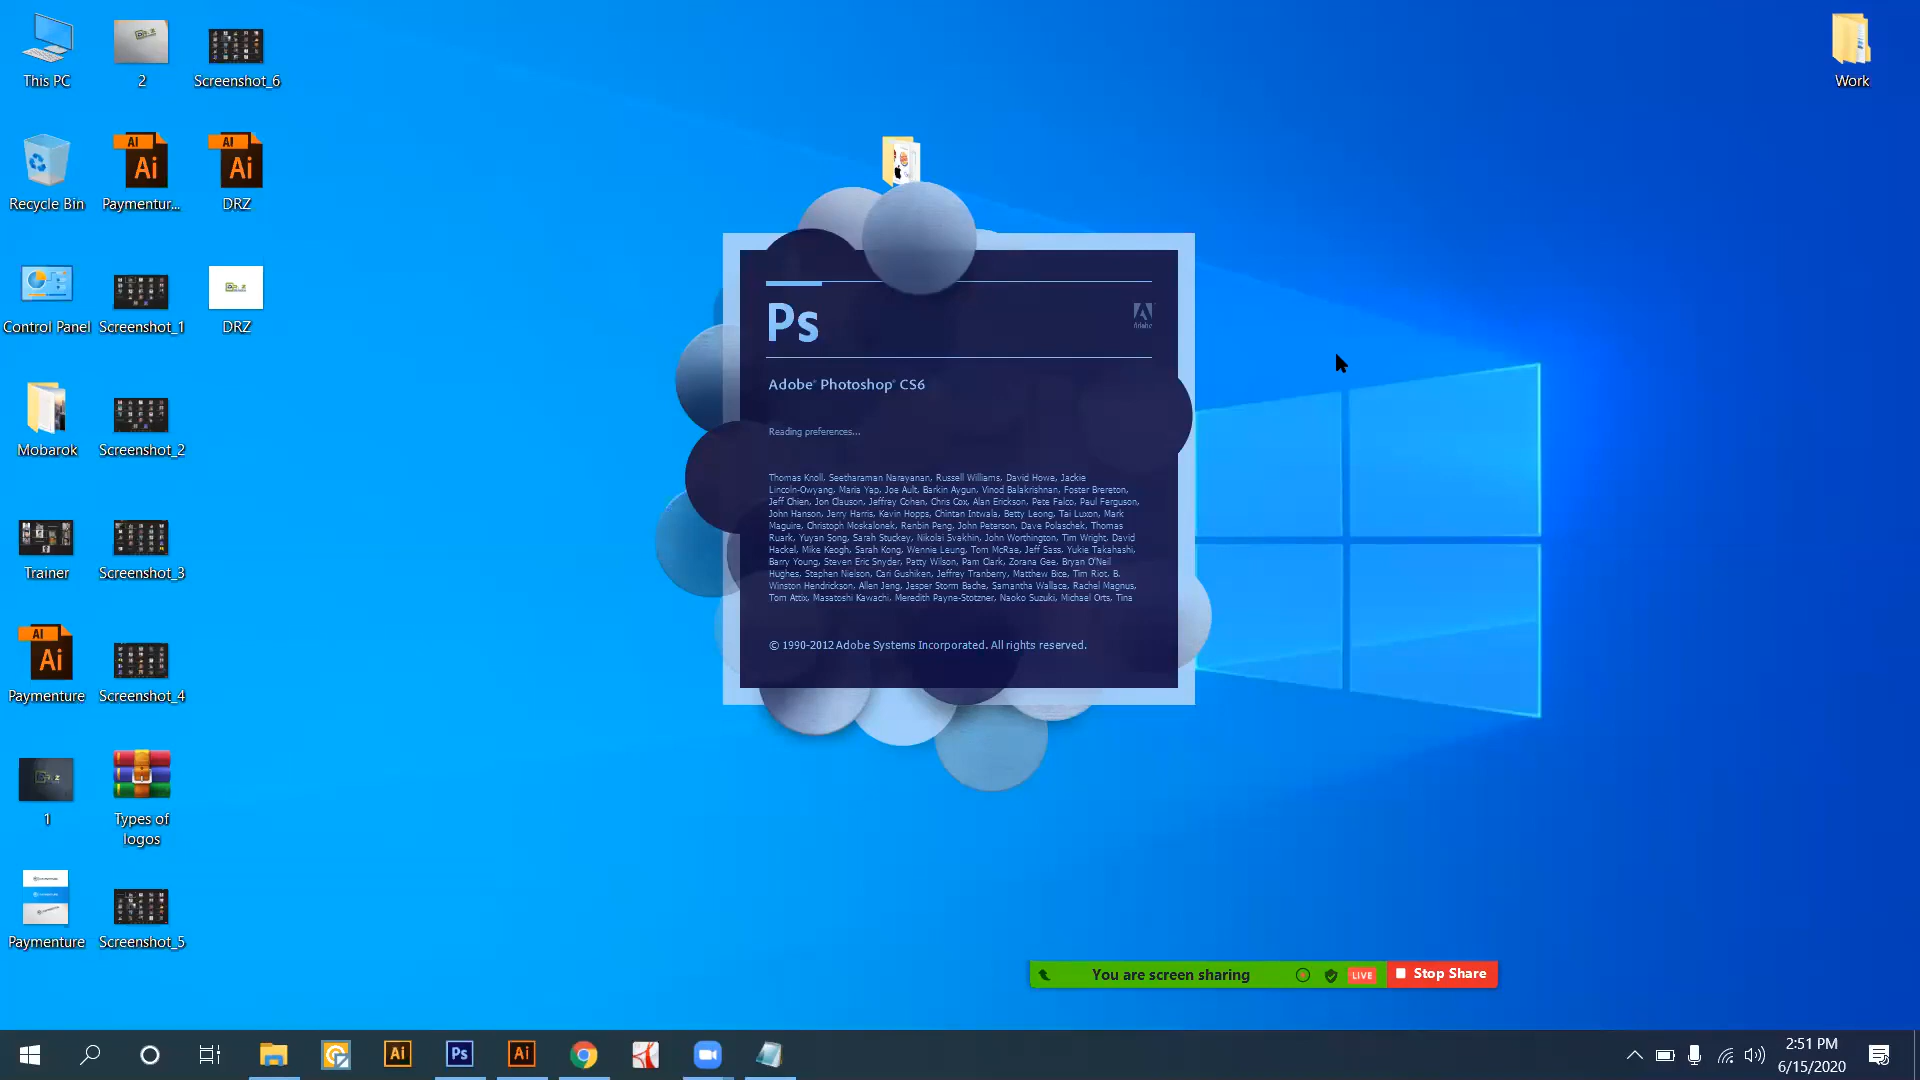 This PC
2
Screenshot_6
Work
Recycle Bin
Paymentur...
DRZ
Control Panel
Screenshot_1
DRZ
Mobarok
Screenshot_2
Trainer
Screenshot_3
Paymenture
Screenshot_4
1
Types of
logos
Paymenture
Screenshot_5
Ps
Adobe
Adobe® Photoshop® CS6
Reading preferences...
Thomas Knoll, Seetharaman Narayanan, Russell Williams, David Howe, Jackie
Lincoln-Owyang, Maria Yap, Joe Ault, Barkin Aygun, Vinod Balakrishnan, Foster Brereton,
Jeff Chien, Jon Clauson, Jeffrey Cohen, Chris Cox, Alan Erickson, Pete Falco, Paul Ferguson,
John Hanson, Jerry Harris, Kevin Hopps, Chintan Intwala, Betty Leong, Tai Luxon, Mark
Maguire, Christoph Moskalonek, Renbin Peng, John Peterson, Dave Polaschek, Thomas
Ruark, Yuyan Song, Sarah Stuckey, Nikolai Svakhin, John Worthington, Tim Wright, David
Hackel, Mike Keogh, Sarah Kong, Wennie Leung, Tom McRae, Jeff Sass, Yukie Takahashi,
Barry Young, Steven Eric Snyder, Patty Wilson, Pam Clark, Zorana Gee, Bryan O'Neil
Hughes, Stephen Nielson, Cari Gushiken, Jeffrey Tranberry, Matthew Bice, Tim Riot, B.
Winston Hendrickson, Allen Jeng, Jesper Storm Bache, Samantha Wallace, Rachel Magnus,
Tom Attix, Masatoshi Kawachi, Meredith Payne-Stotzner, Naoko Suzuki, Michael Orts, Tina
© 1990-2012 Adobe Systems Incorporated. All rights reserved.
You are screen sharing
LIVE
Stop Share
Ai
Ps
Ai
2:51 PM
6/15/2020